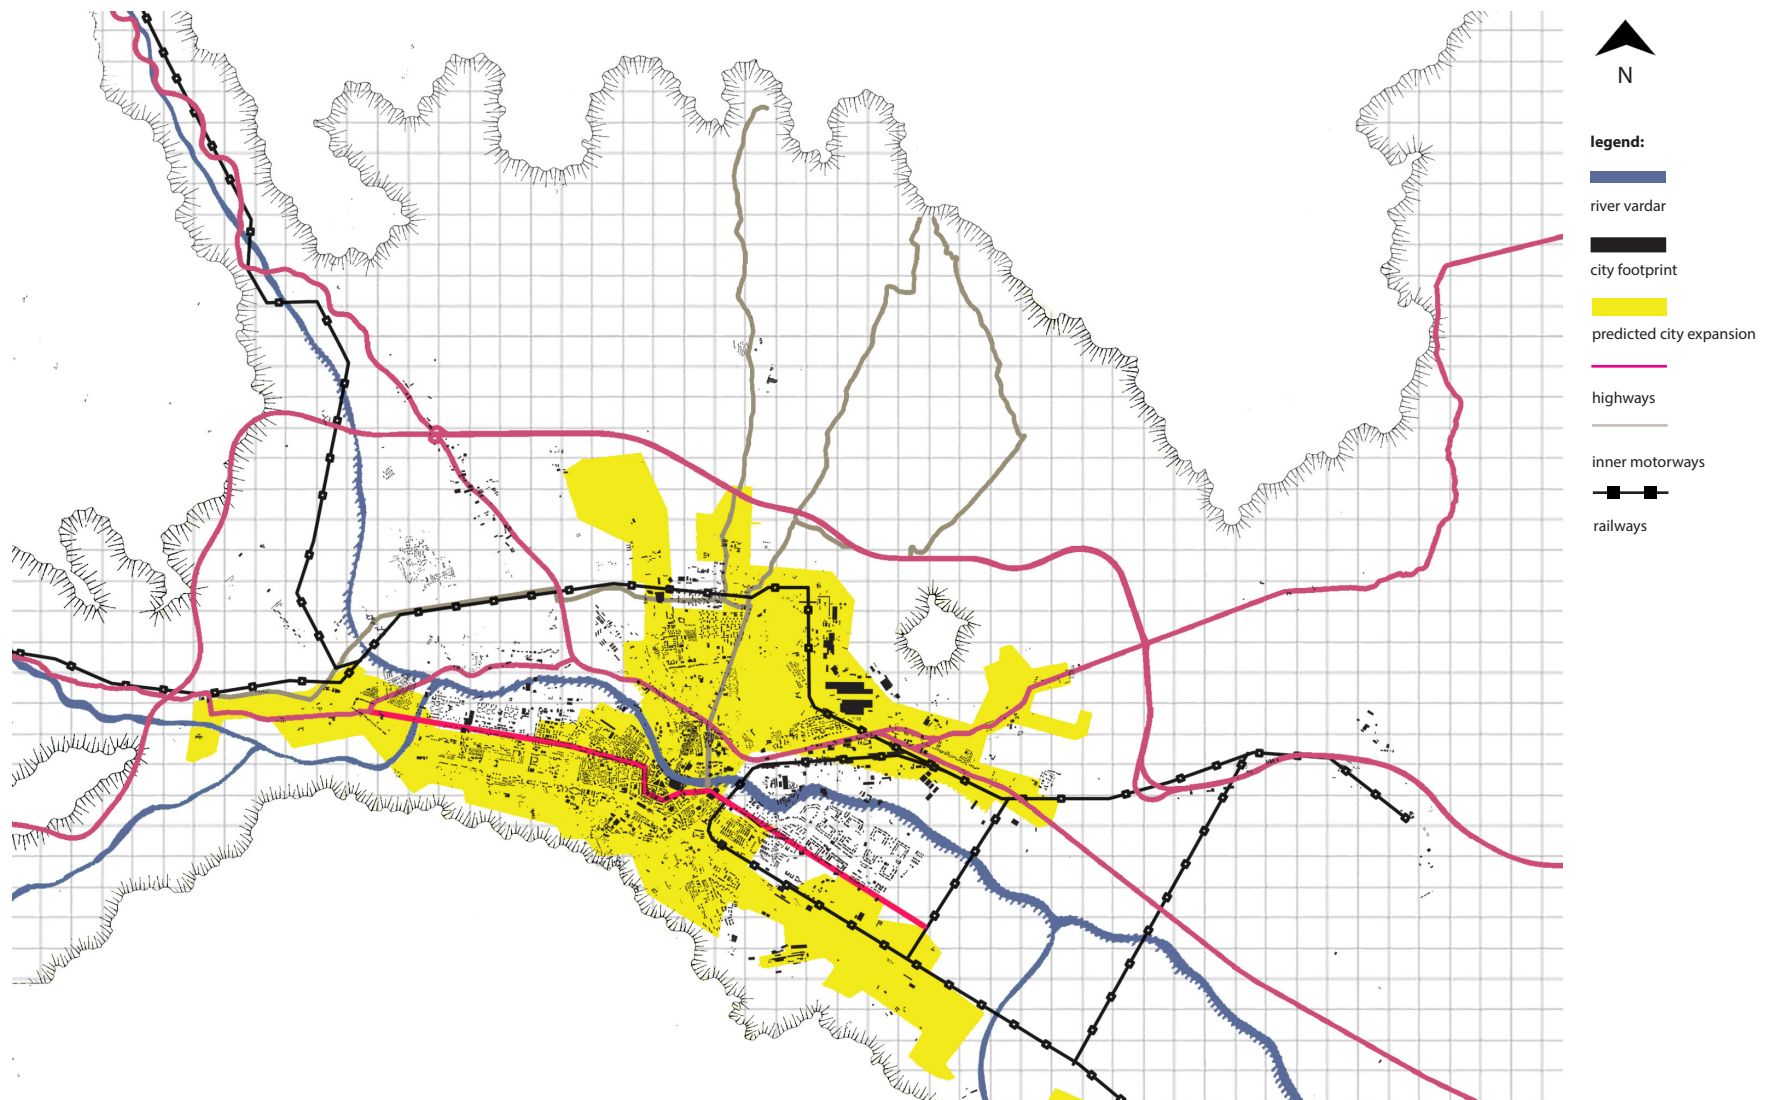 N
legend:
river vardar
city footprint
predicted city expansion
highways
inner motorways
railways